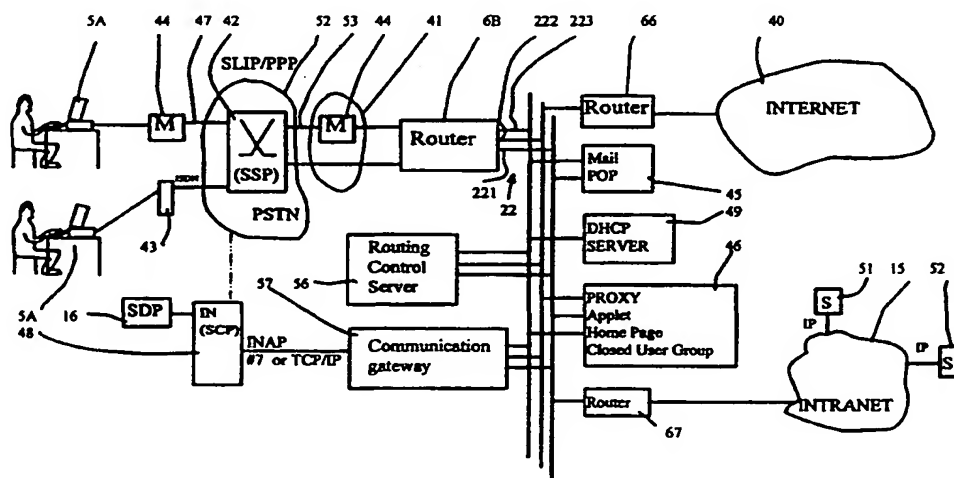 5A 44 47 42 52 53 44 41 6B 222 223 66 40
SLIP/PPP
M
(SSP)
PSTN
ISDN
43
M
Router
221
22
Router
INTERNET
Mail
POP
45
49
DHCP
SERVER
46
Routing
Control
Server
56
57
5A
48
16
SDP
IN
(SCP)
INAP
#7 or TCP/IP
Communication
gateway
PROXY
Applet
Home Page
Closed User Group
Router
67
51 15 52
S
IP
IP
S
INTRANET